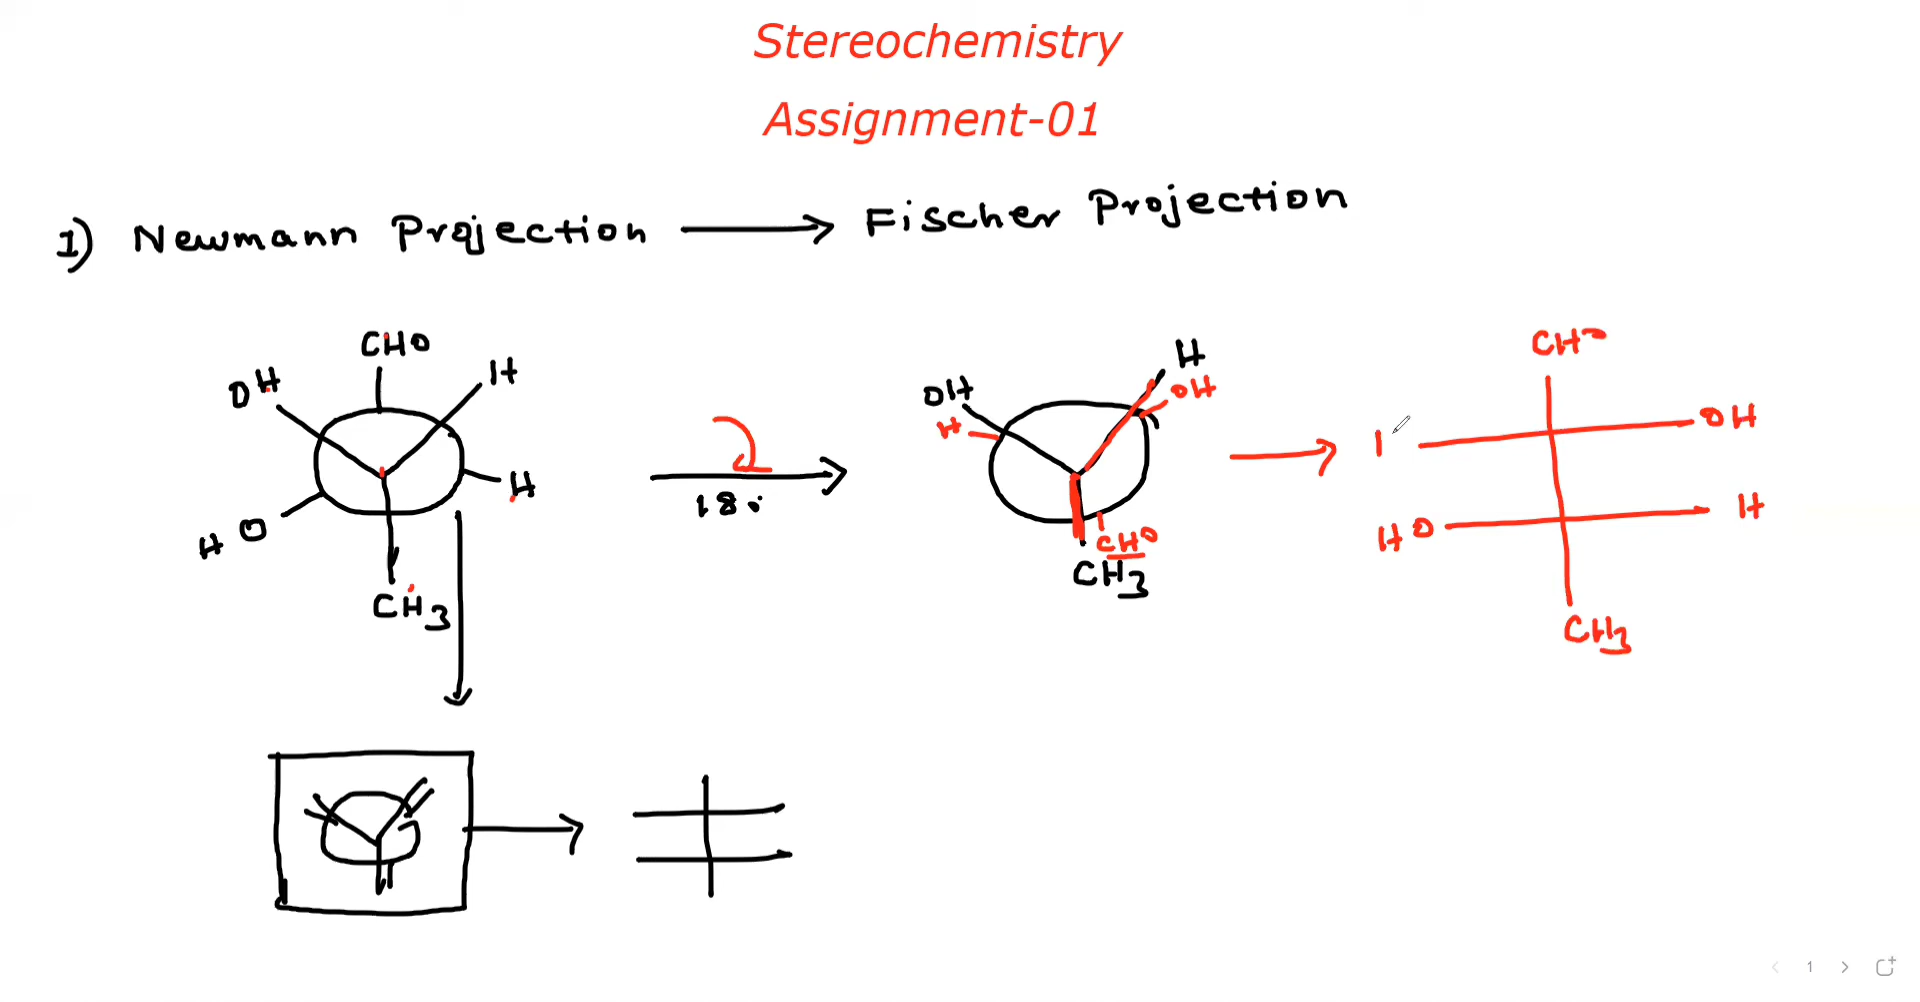 Stereochemistry
Assignment-01
1) Newmann Projection → Fischer Projection
CHO
OH H
H
HO
CH3
180
OH H
H OH
CHO
CH3
CHO
OH
HO H
CH3
1